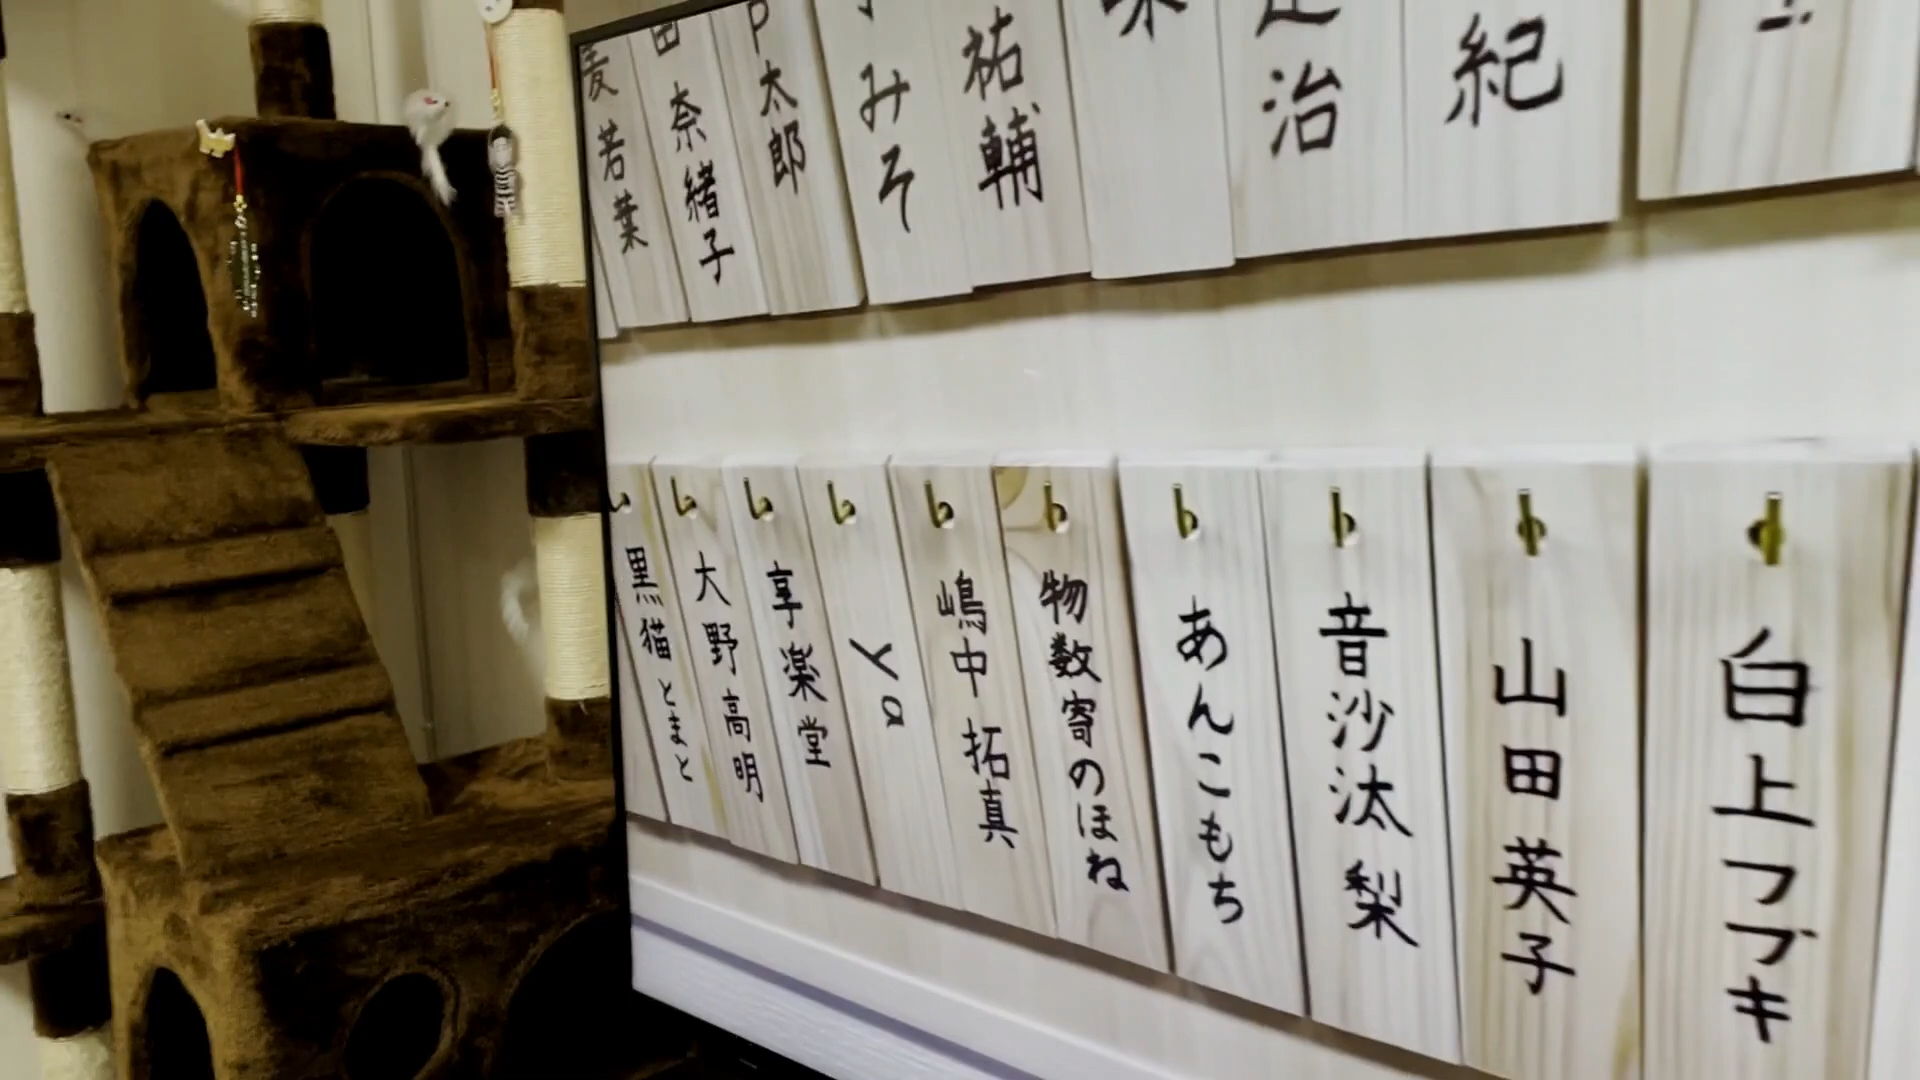 白上フブキ
山田英子
音沙汰梨
あんこもち
物数寄のほね
嶋中拓真
Ya
享楽堂
大野高明
黒猫とまと
紀
治
祐輔
みそ
太郎
田奈緒子
若葉